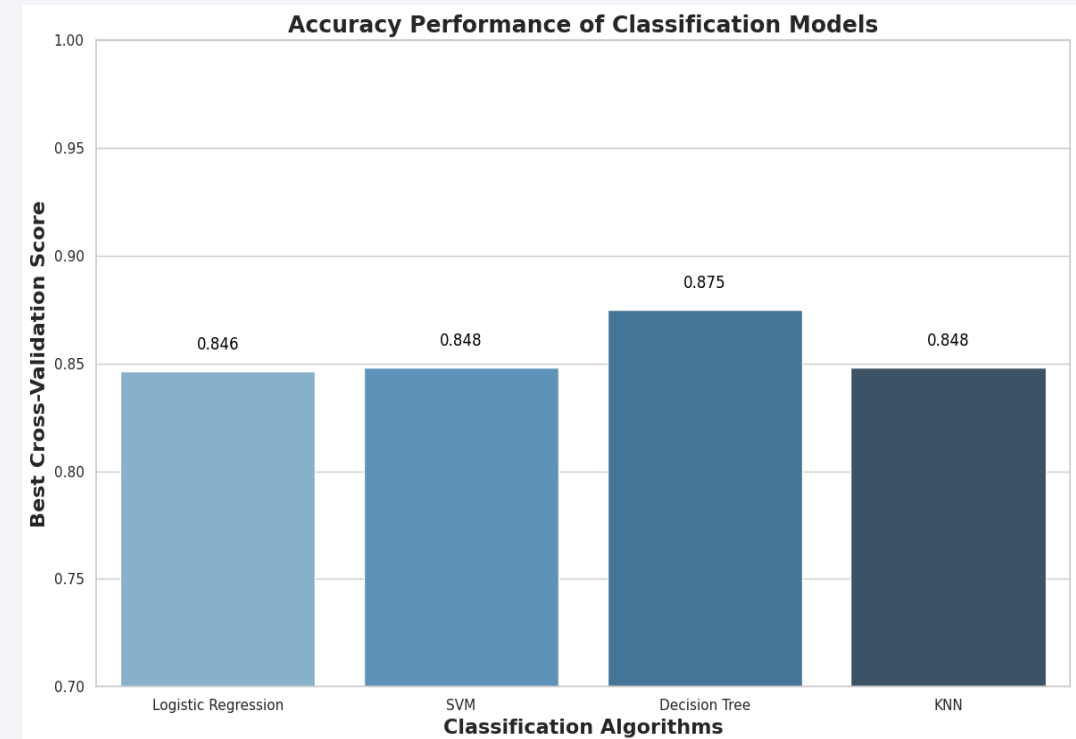 Accuracy Performance of Classification Models
Best Cross-Validation Score
1.00
0.95
0.90
0.85
0.80
0.75
0.70
0.846
0.848
0.875
0.848
Logistic Regression
SVM
Decision Tree
KNN
Classification Algorithms